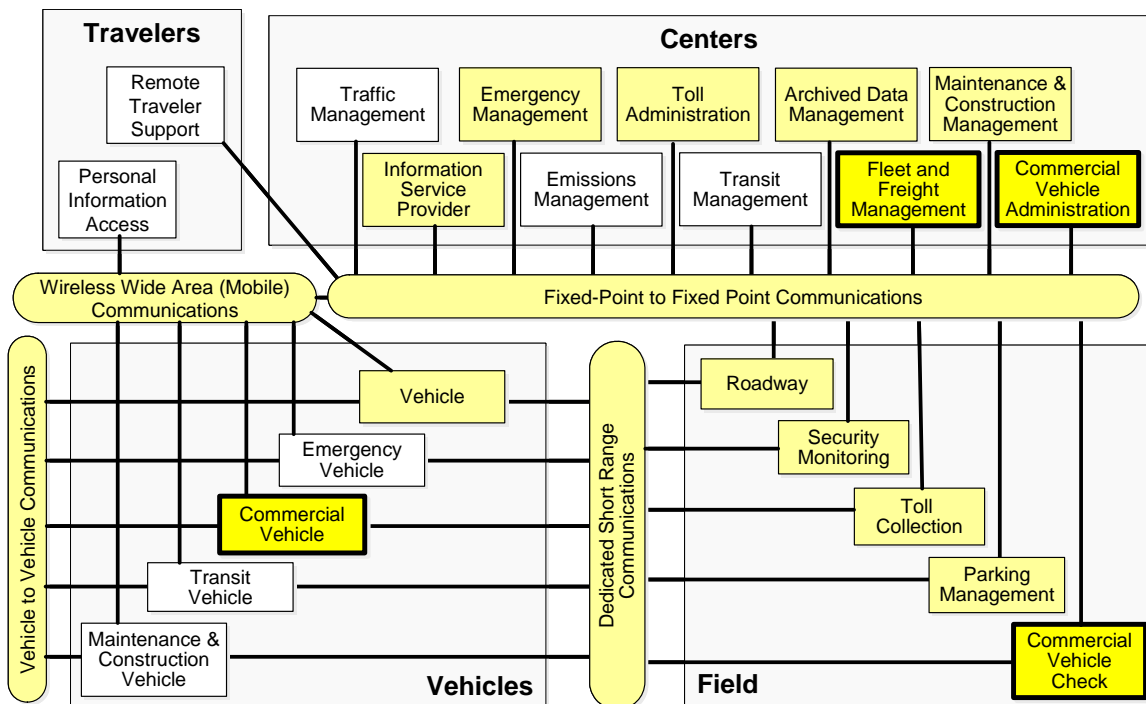 Travelers
Remote
Traveler
Support
Personal
Information
Access
Centers
Traffic
Management
Emergency
Management
Toll
Administration
Archived Data
Management
Maintenance &
Construction
Management
Information
Service
Provider
Emissions
Management
Transit
Management
Fleet and
Freight
Management
Commercial
Vehicle
Administration
Wireless Wide Area (Mobile)
Communications
Fixed-Point to Fixed Point Communications
Vehicle to Vehicle Communications
Vehicle
Emergency
Vehicle
Commercial
Vehicle
Transit
Vehicle
Maintenance &
Construction
Vehicle
Vehicles
Dedicated Short Range
Communications
Roadway
Security
Monitoring
Toll
Collection
Parking
Management
Commercial
Vehicle
Check
Field